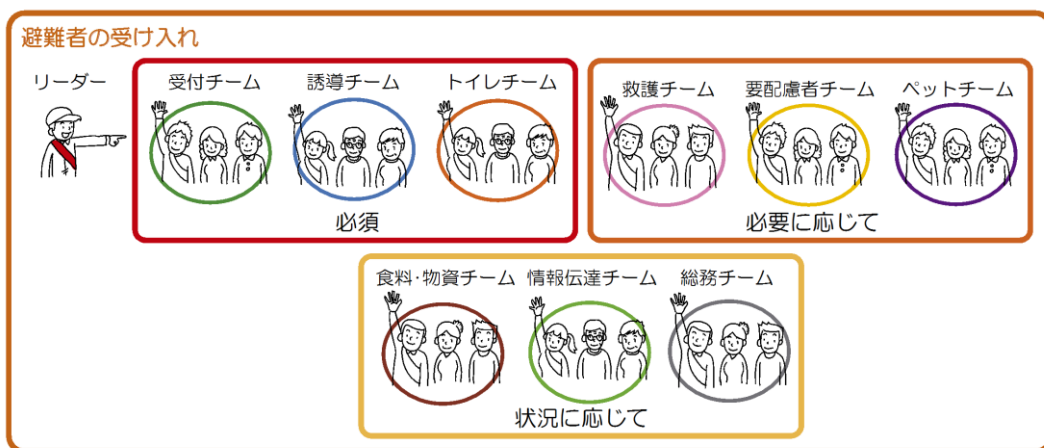 避難者の受け入れ
リーダー
受付チーム
誘導チーム
トイレチーム
必須
救護チーム
要配慮者チーム
ペットチーム
必要に応じて
食料・物資チーム
情報伝達チーム
総務チーム
状況に応じて